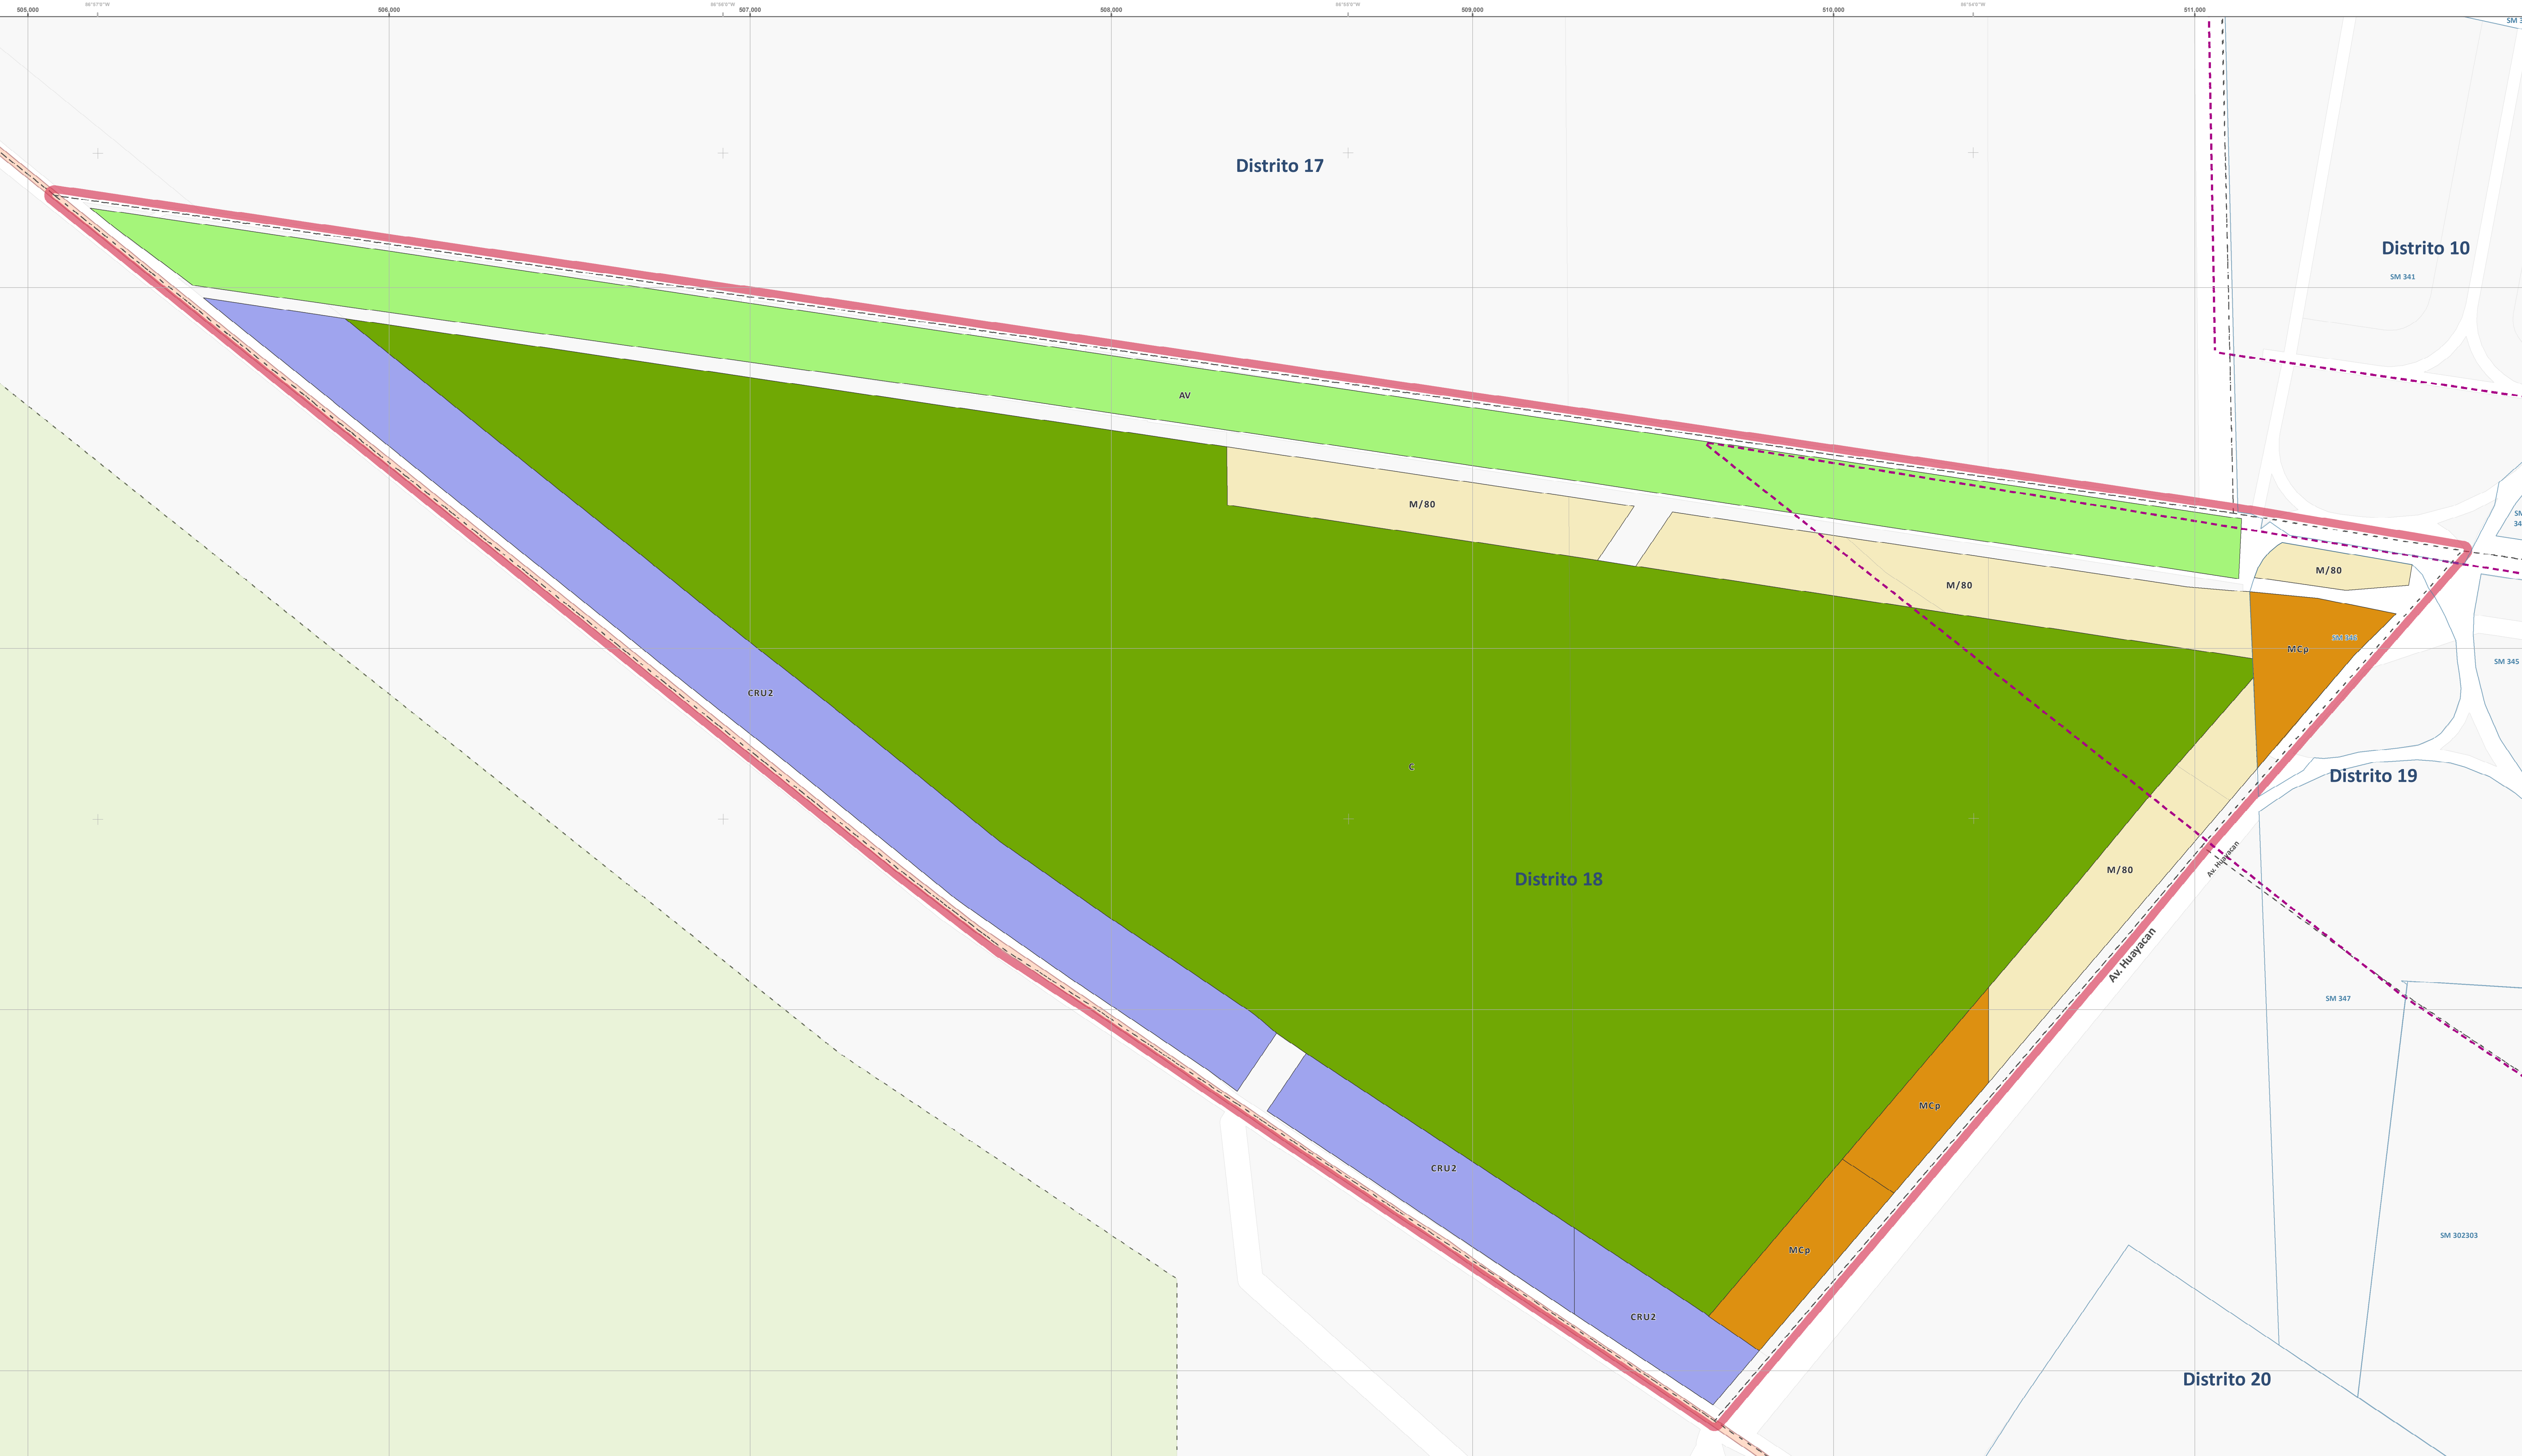 505,000
506,000
507,000
508,000
509,000
510,000
511,000
Distrito 17
Distrito 10
SM 341
AV
M/80
M/80
M/80
SM 346
MCp
SM 345
CRU2
C
Distrito 19
Distrito 18
M/80
Av. Huayacan
Av. Huayacan
SM 347
MCp
CRU2
MCp
SM 302303
CRU2
Distrito 20